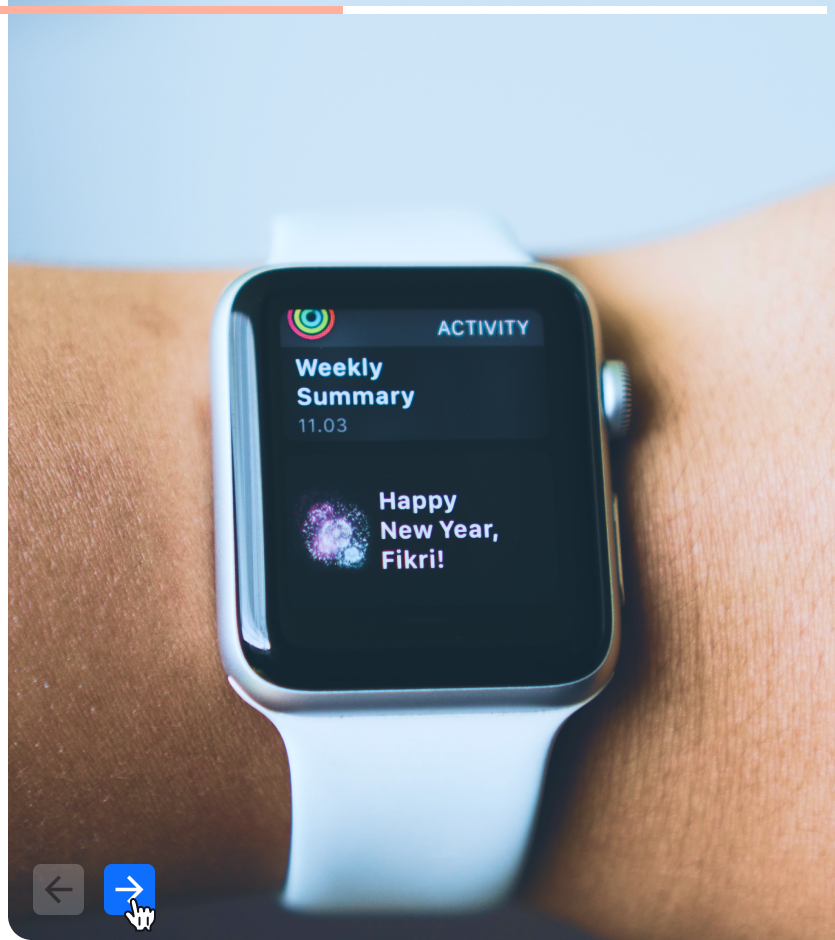 ACTIVITY
Weekly
Summary
11.03
Happy
New Year,
Fikri!